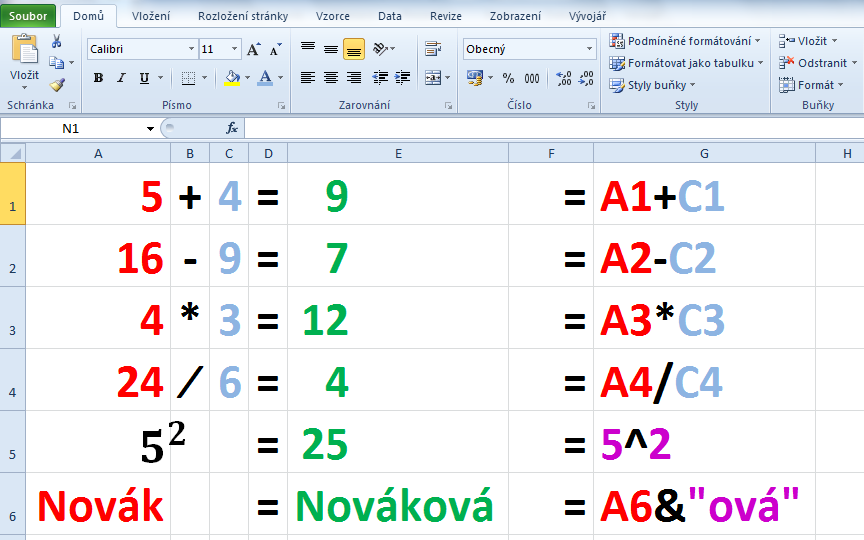 Soubor Domů Vložení Rozložení stránky Vzorce Data Revize Zobrazení Vývojář
Vložit
Schránka
Calibri 11
B I U
Písmo
Zarovnání
Obecný
% 000
Číslo
Podmíněné formátování
Formátovat jako tabulku
Styly buňky
Styly
Vložit
Odstranit
Formát
Buňky
N1 fx
A B C D E F G H
1 5 + 4 = 9 = A1+C1
2 16 - 9 = 7 = A2-C2
3 4 * 3 = 12 = A3*C3
4 24 / 6 = 4 = A4/C4
5 5² = 25 = 5^2
6 Novák = Nováková = A6&"ová"